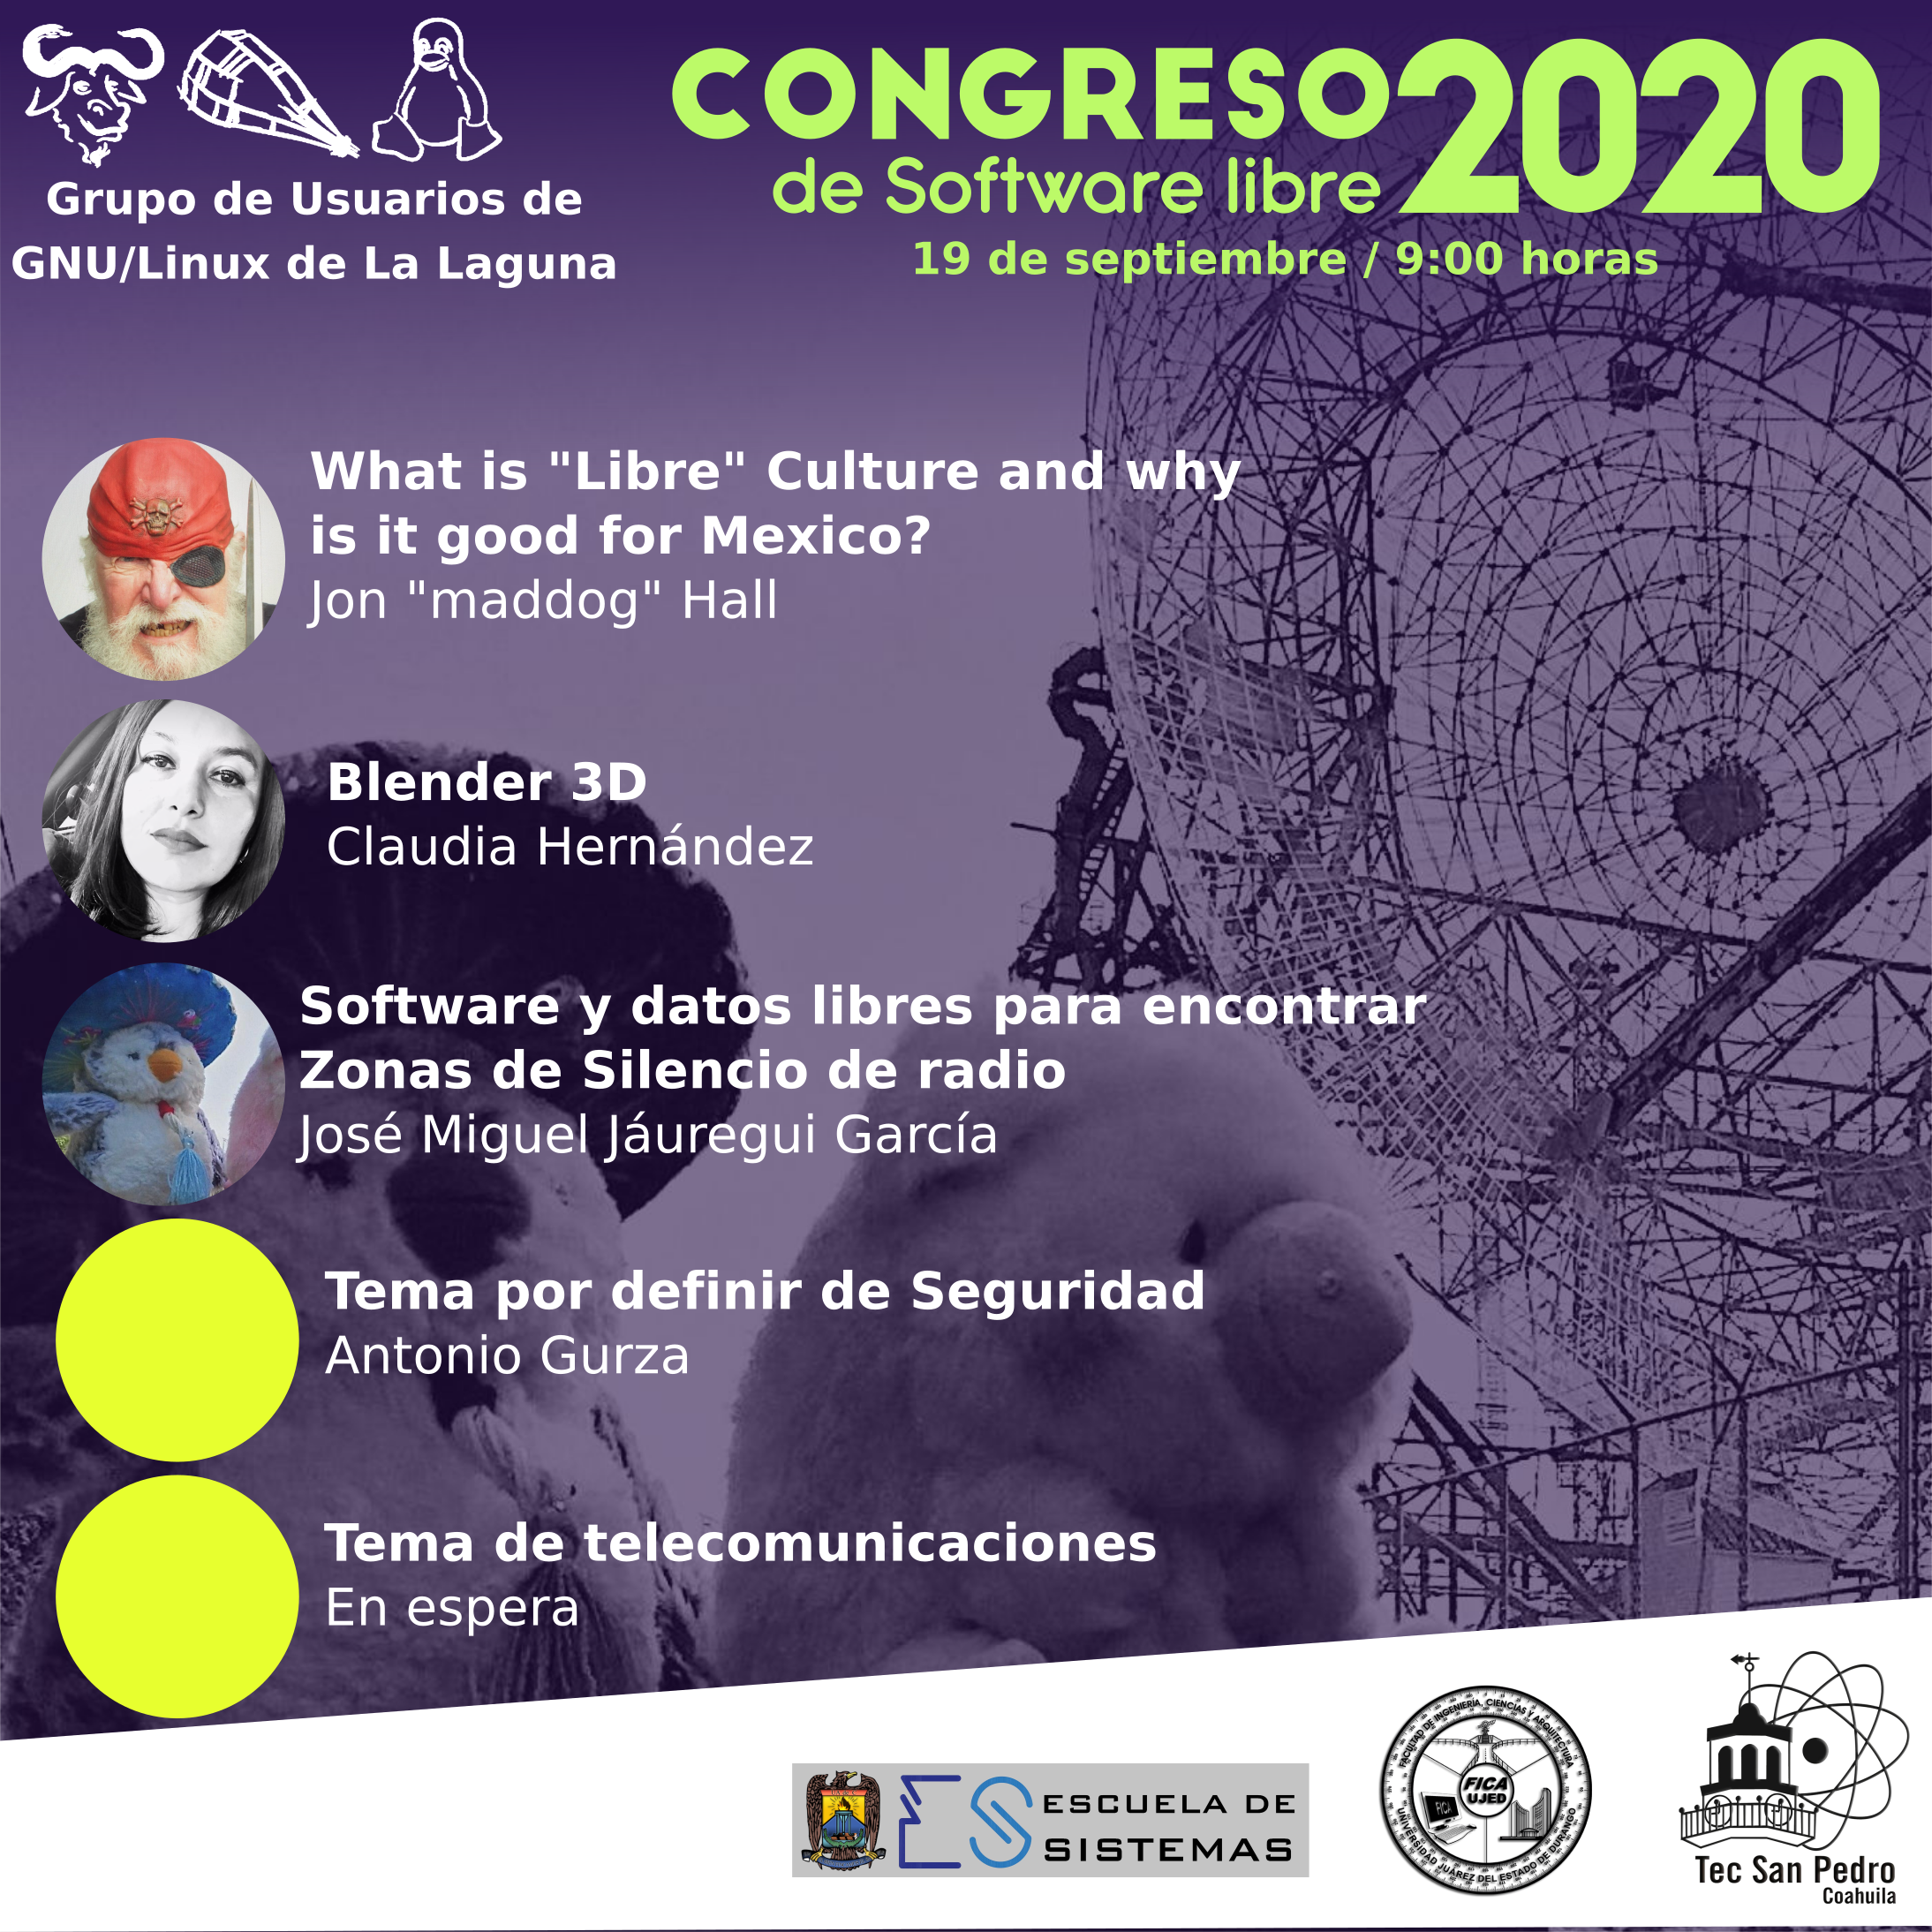 Grupo de Usuarios de
GNU/Linux de La Laguna
CONGRESO 2020
de Software libre
19 de septiembre / 9:00 horas
What is "Libre" Culture and why
is it good for Mexico?
Jon "maddog" Hall
Blender 3D
Claudia Hernández
Software y datos libres para encontrar
Zonas de Silencio de radio
José Miguel Jáuregui García
Tema por definir de Seguridad
Antonio Gurza
Tema de telecomunicaciones
En espera
ESCUELA DE
SISTEMAS
FACULTAD DE INGENIERÍA, CIENCIAS Y ARQUITECTURA
FICA
UJED
FICA
UNIVERSIDAD JUÁREZ DEL ESTADO DE DURANGO
Tec San Pedro
Coahuila